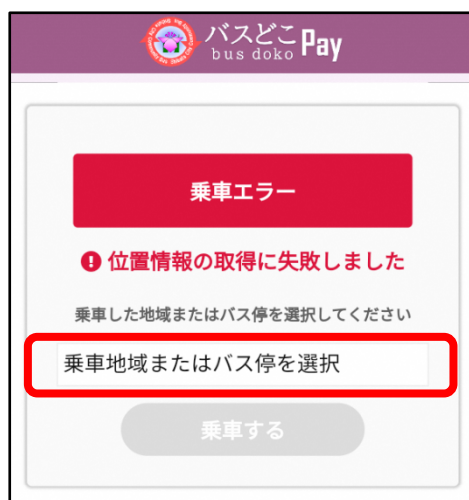 バスどこ Pay
bus doko
乗車エラー
位置情報の取得に失敗しました
乗車した地域またはバス停を選択してください
乗車地域またはバス停を選択
乗車する